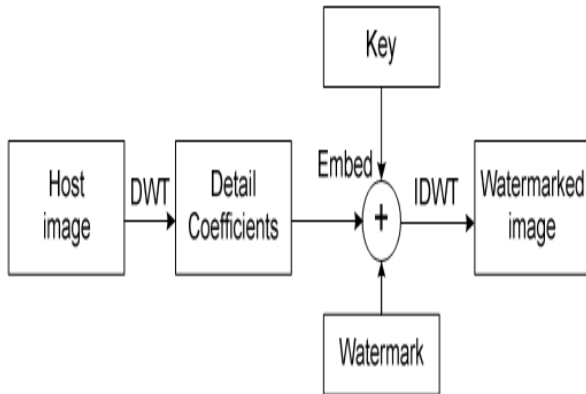 Key
Host
image
DWT
Detail
Coefficients
Embed
+
IDWT
Watermarked
image
Watermark